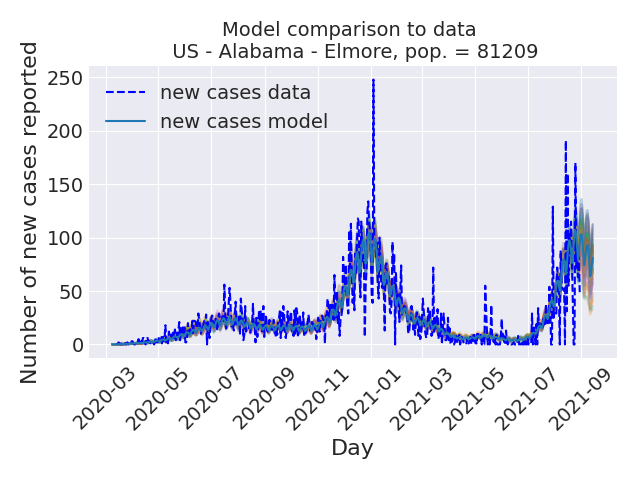 Model comparison to data
US - Alabama - Elmore, pop. = 81209
Number of new cases reported
250
200
150
100
50
0
new cases data
new cases model
2020-03
2020-05
2020-07
2020-09
2020-11
2021-01
2021-03
2021-05
2021-07
2021-09
Day